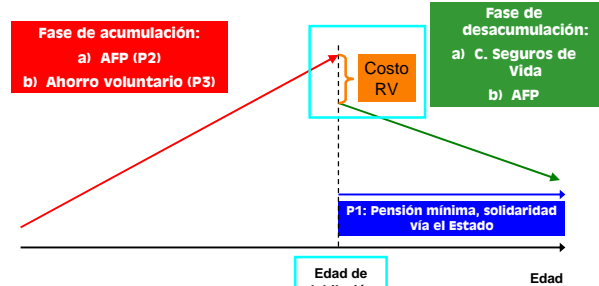 Fase de acumulación:
a) AFP (P2)
b) Ahorro voluntario (P3)
Costo
RV
Fase de
desacumulación:
a) C. Seguros de
Vida
b) AFP
P1: Pensión mínima, solidaridad
vía el Estado
Edad de
Edad